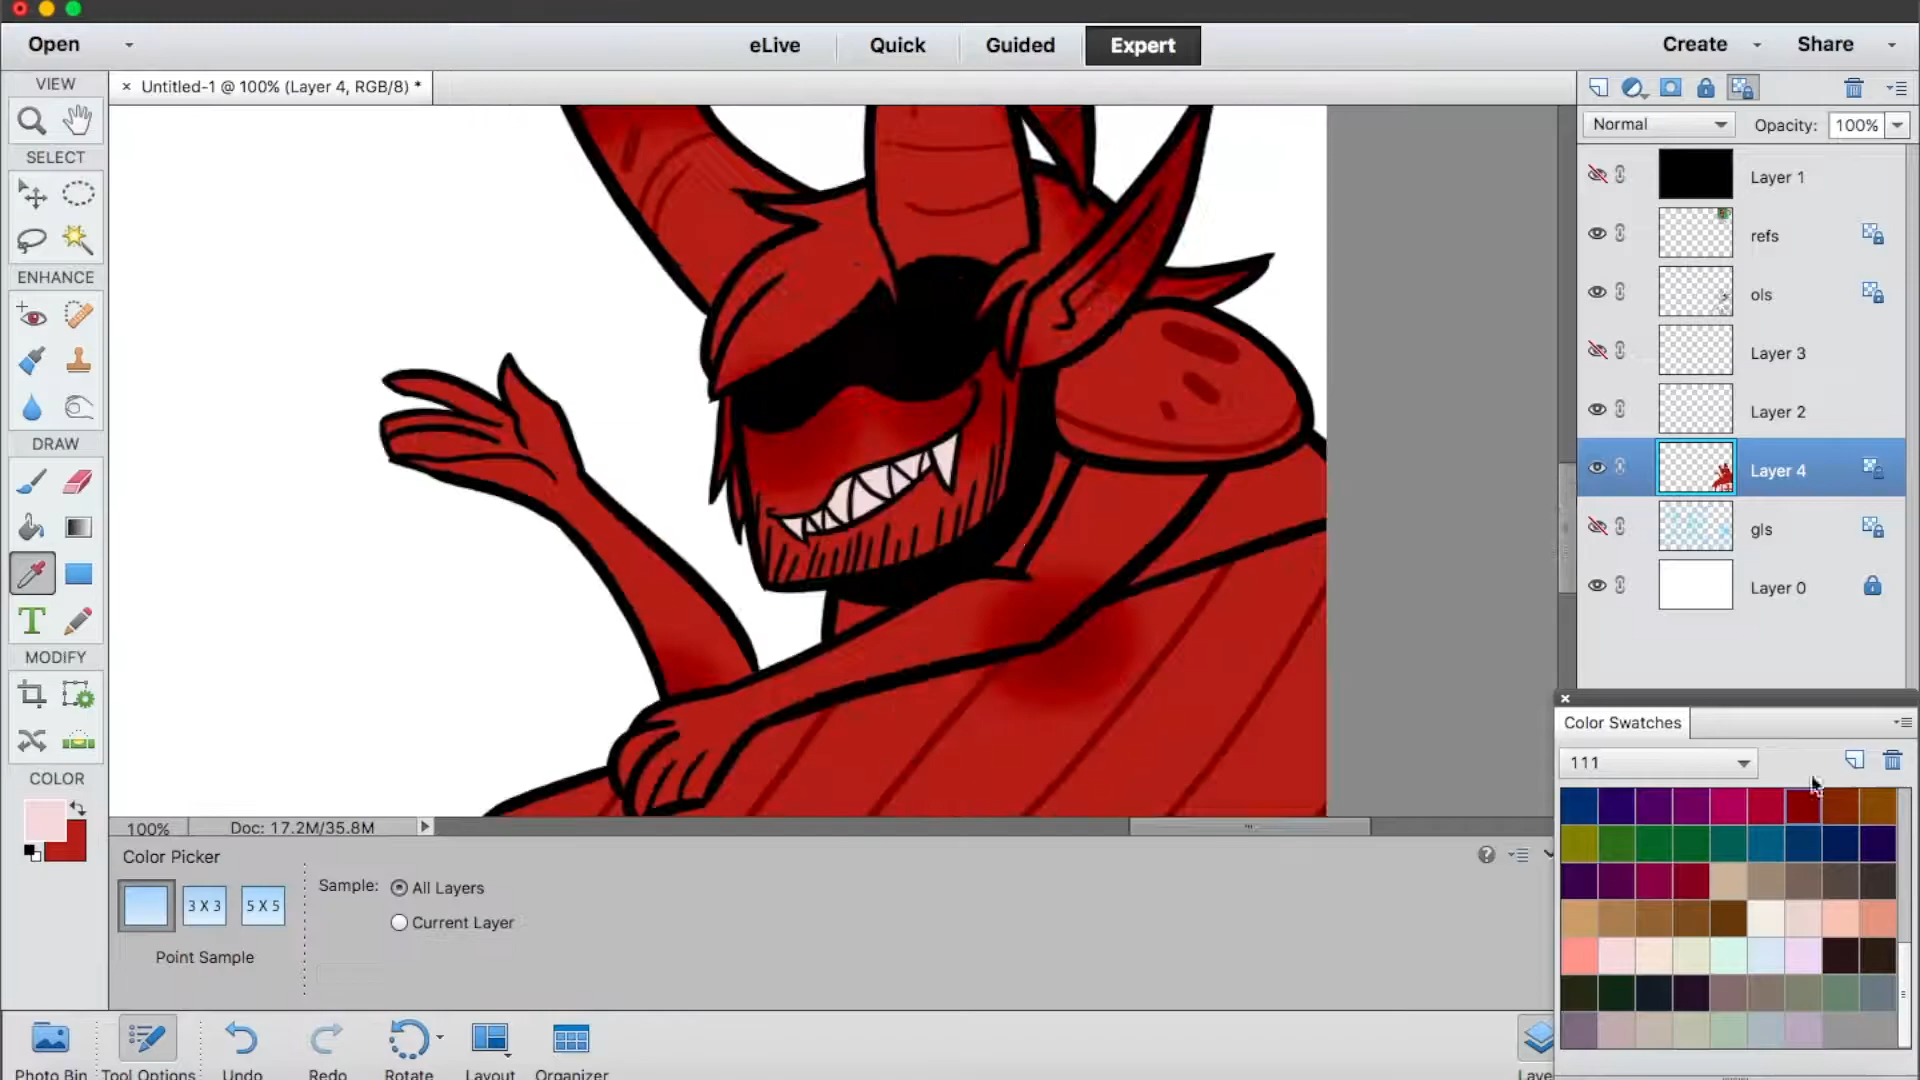 Open
eLive
Quick
Guided
Expert
Create
Share
VIEW
× Untitled-1 @ 100% (Layer 4, RGB/8) *
SELECT
ENHANCE
DRAW
T
MODIFY
COLOR
Normal
Opacity: 100%
Layer 1
refs
ols
Layer 3
Layer 2
Layer 4
gls
Layer 0
Color Swatches
111
100%
Doc: 17.2M/35.8M
Color Picker
3 X 3
5 X 5
Point Sample
Sample:
All Layers
Current Layer
Photo Bin
Tool Options
Undo
Redo
Rotate
Layout
Organizer
Laye